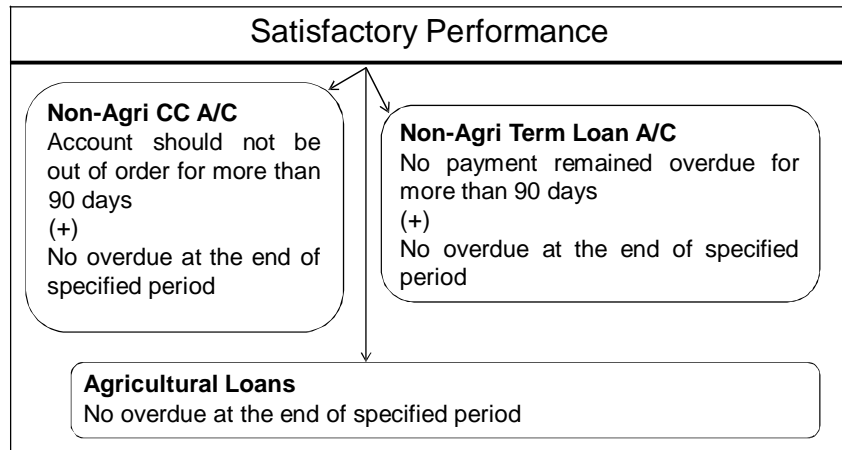 Satisfactory Performance
Non-Agri CC A/C
Account should not be
out of order for more than
90 days
(+)
No overdue at the end of
specified period
Non-Agri Term Loan A/C
No payment remained overdue for
more than 90 days
(+)
No overdue at the end of specified
period
Agricultural Loans
No overdue at the end of specified period